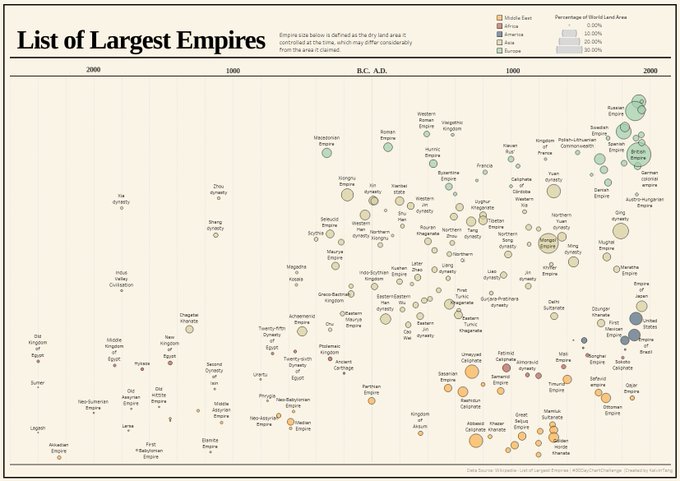 List of Largest Empires
Empire size below is defined as the dry land area it
controlled at the time, which may differ considerably
from the area it claimed.
Middle East
Africa
America
Asia
Europe
Percentage of World Land Area
0.00%
10.00%
20.00%
30.00%
2000
1000
B.C. A.D.
1000
2000
Russian
Empire
Western
Roman
Empire
Visigothic
Kingdom
Roman
Empire
Macedonian
Empire
Hunnic
Empire
Kievan
Rus'
Kingdom
of
France
Polish-Lithuanian
Commonwealth
Swedish
Empire
Spanish
Empire
British
Empire
German
colonial
empire
Francia
Byzantine
Empire
Caliphate
of
Córdoba
Danish
Empire
Austro-Hungarian
Empire
Xia
dynasty
Zhou
dynasty
Shang
dynasty
Xiongnu
Empire
Xin
dynasty
Xianbei
state
Western
Jin
dynasty
Uyghur
Khaganate
Yuan
dynasty
Western
Xia
Western
Han
dynasty
Shu
Han
Tang
dynasty
Tibetan
Empire
Northern
Yuan
dynasty
Qing
dynasty
Seleucid
Empire
Scythia
Northern
Xiongnu
Rouran
Khaganate
Northern
Zhou
Northern
Song
dynasty
Mongol
Empire
Ming
dynasty
Mughal
Empire
Maurya
Empire
Northern
Khmer
Empire
Maratha
Empire
Indus
Valley
Civilisation
Magadha
Kosala
Indo-Scythian
Kingdom
Kushan
Empire
Later
Zhao
Liang
dynasty
Liao
dynasty
Jin
dynasty
Empire
of
Japan
Greco-Bactrian
Kingdom
Eastern
Han
dynasty
Eastern
Wu
First
Turkic
Khaganate
Gurjara-Pratihara
dynasty
Delhi
Sultanate
Dzungar
Khanate
First
Mexican
Empire
United
States
Chagatai
Khanate
Achaemenid
Empire
Chu
Eastern
Maurya
Empire
Cao
Wei
Eastern
Jin
dynasty
Eastern
Turkic
Khaganate
Empire
of
Brazil
Old
Kingdom
of
Egypt
Middle
Kingdom
of
Egypt
Hyksos
New
Kingdom
of
Egypt
Twenty-fifth
Dynasty
of
Egypt
Twenty-sixth
Dynasty
of
Egypt
Ptolemaic
Kingdom
Ancient
Carthage
Umayyad
Caliphate
Fatimid
Caliphate
Almoravid
dynasty
Mali
Empire
Songhai
Empire
Sokoto
Caliphate
Sumer
Second
Dynasty
of
Isin
Urartu
Parthian
Empire
Sasanian
Empire
Samanid
Empire
Timurid
Empire
Safavid
empire
Qajar
Empire
Neo-Sumerian
Empire
Old
Assyrian
Empire
Old
Hittite
Empire
Middle
Assyrian
Empire
Phrygia
Neo-Babylonian
Empire
Rashidun
Caliphate
Ottoman
Empire
Lagash
Larsa
Neo-Assyrian
Empire
Median
Empire
Kingdom
of
Aksum
Abbasid
Caliphate
Khazar
Khanate
Great
Seljuq
Empire
Mamluk
Sultanate
Golden
Horde
Khanate
Akkadian
Empire
First
Babylonian
Empire
Elamite
Empire
Data Source: Wikipedia - List of Largest Empires | #30DayChartChallenge |Created by KelvinTang